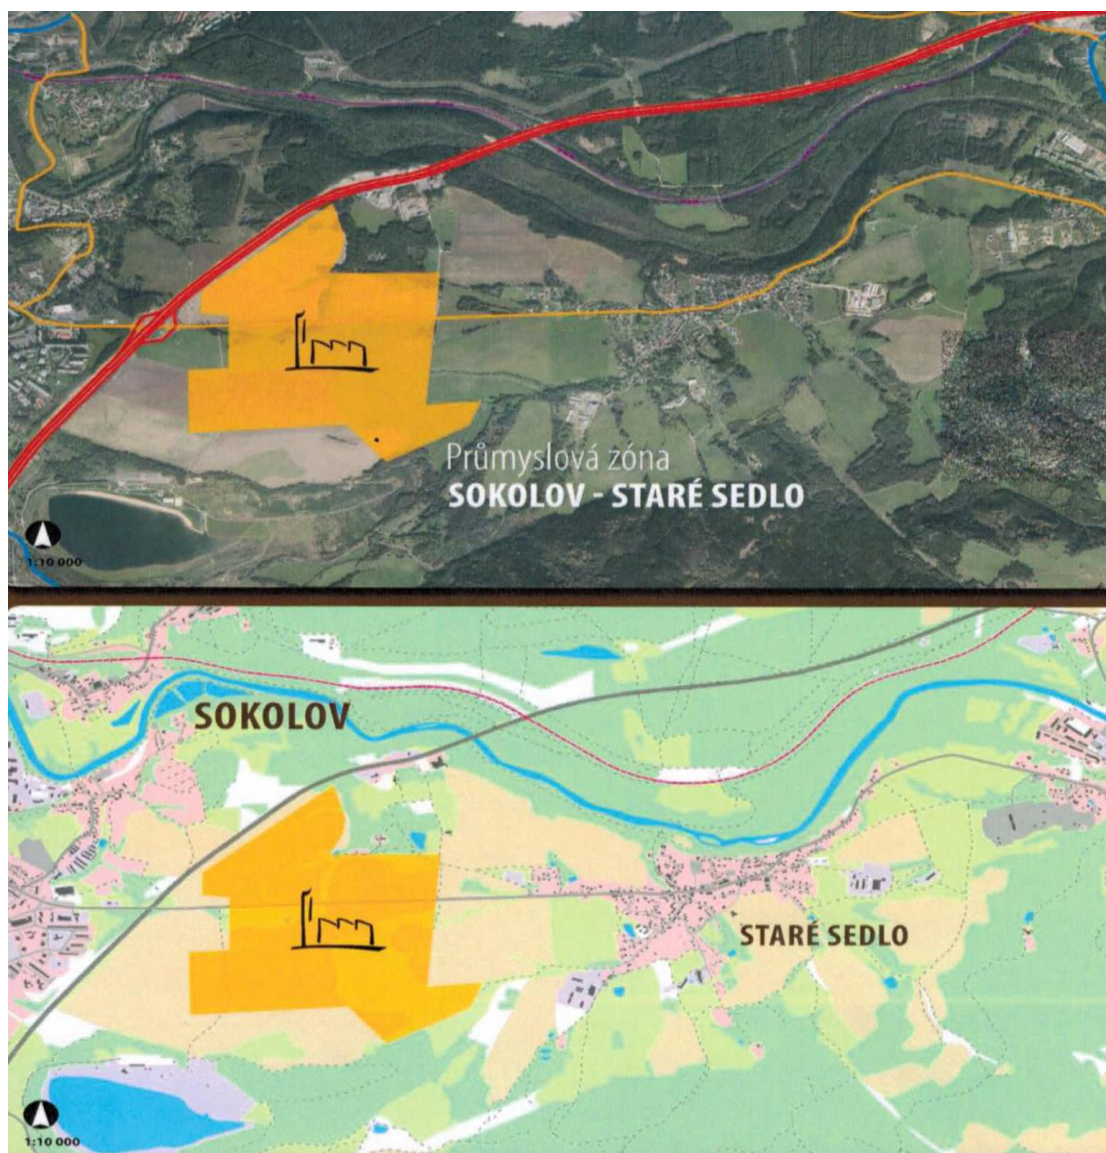 Průmyslová zóna
SOKOLOV - STARÉ SEDLO
1:10 000
SOKOLOV
STARÉ SEDLO
1:10 000